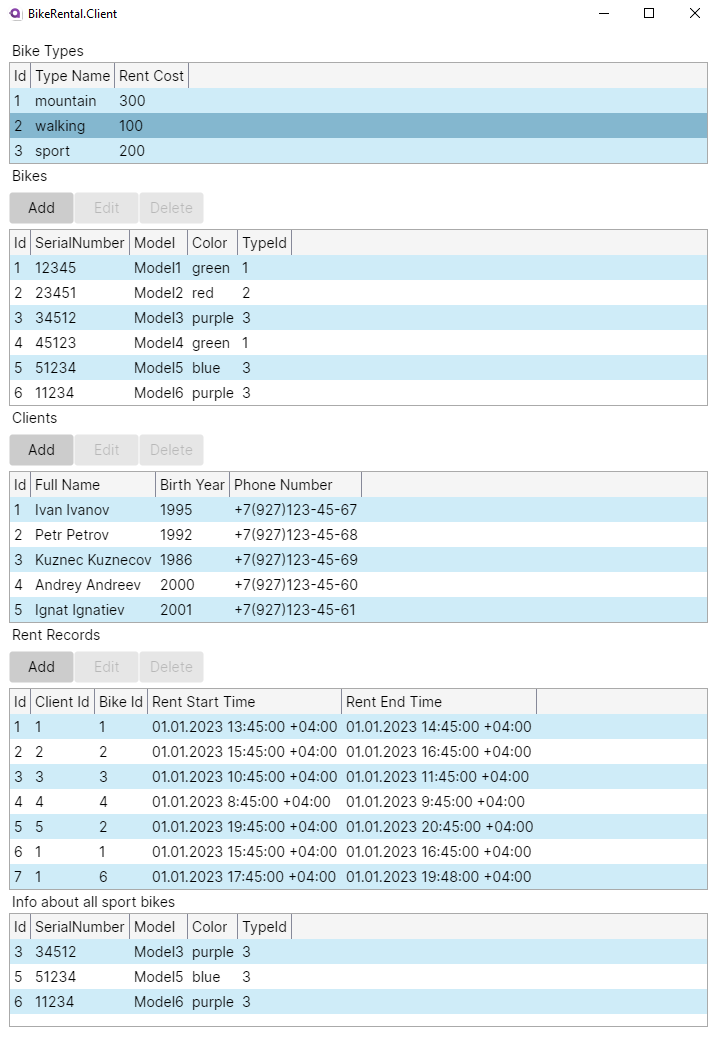 BikeRental.Client
Bike Types
Id Type Name Rent Cost
1 mountain 300
2 walking 100
3 sport 200
Bikes
Add Edit Delete
Id SerialNumber Model Color TypeId
1 12345 Model1 green 1
2 23451 Model2 red 2
3 34512 Model3 purple 3
4 45123 Model4 green 1
5 51234 Model5 blue 3
6 11234 Model6 purple 3
Clients
Add Edit Delete
Id Full Name Birth Year Phone Number
1 Ivan Ivanov 1995 +7(927)123-45-67
2 Petr Petrov 1992 +7(927)123-45-68
3 Kuznec Kuznecov 1986 +7(927)123-45-69
4 Andrey Andreev 2000 +7(927)123-45-60
5 Ignat Ignatiev 2001 +7(927)123-45-61
Rent Records
Add Edit Delete
Id Client Id Bike Id Rent Start Time Rent End Time
1 1 1 01.01.2023 13:45:00 +04:00 01.01.2023 14:45:00 +04:00
2 2 2 01.01.2023 15:45:00 +04:00 01.01.2023 16:45:00 +04:00
3 3 3 01.01.2023 10:45:00 +04:00 01.01.2023 11:45:00 +04:00
4 4 4 01.01.2023 8:45:00 +04:00 01.01.2023 9:45:00 +04:00
5 5 2 01.01.2023 19:45:00 +04:00 01.01.2023 20:45:00 +04:00
6 1 1 01.01.2023 15:45:00 +04:00 01.01.2023 16:45:00 +04:00
7 1 6 01.01.2023 17:45:00 +04:00 01.01.2023 19:48:00 +04:00
Info about all sport bikes
Id SerialNumber Model Color TypeId
3 34512 Model3 purple 3
5 51234 Model5 blue 3
6 11234 Model6 purple 3